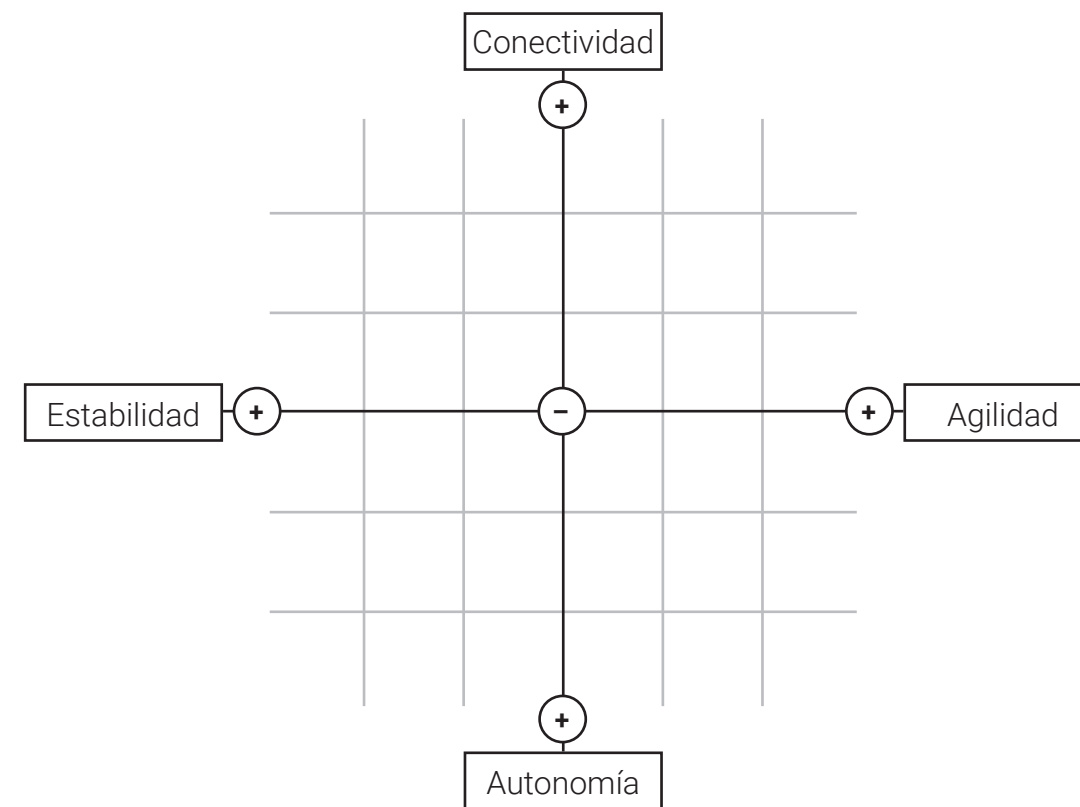 Conectividad
+
Estabilidad + − + Agilidad
+
Autonomía